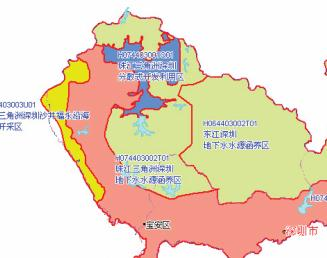 H074403001Q01
珠江三角洲深圳
分散式开发利用区
4403003U01
三角洲深圳沙井福永沿海
开采区
H064403002T01
东江深圳
地下水水源涵养区
H074403002T01
珠江三角洲深圳
地下水水源涵养区
H074
宝安区
深圳市